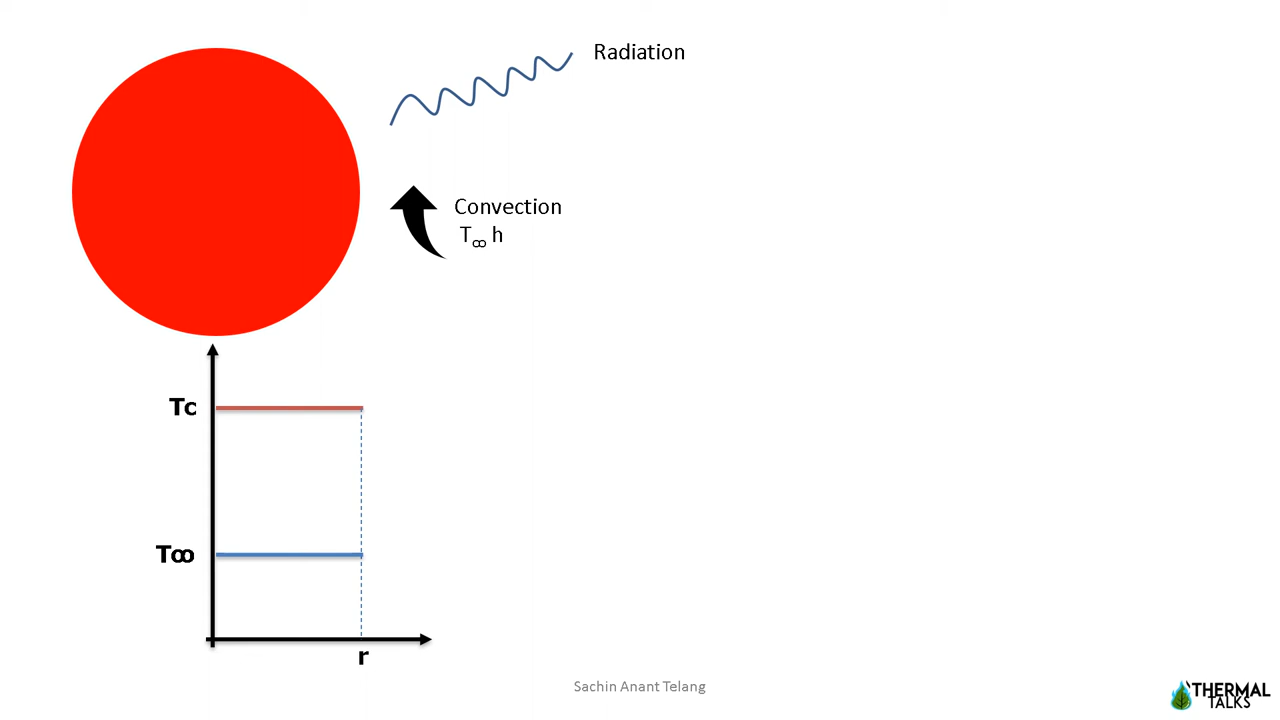 Radiation
Convection
T∞ h
Tc
T∞
r
Sachin Anant Telang
THERMAL
TALKS